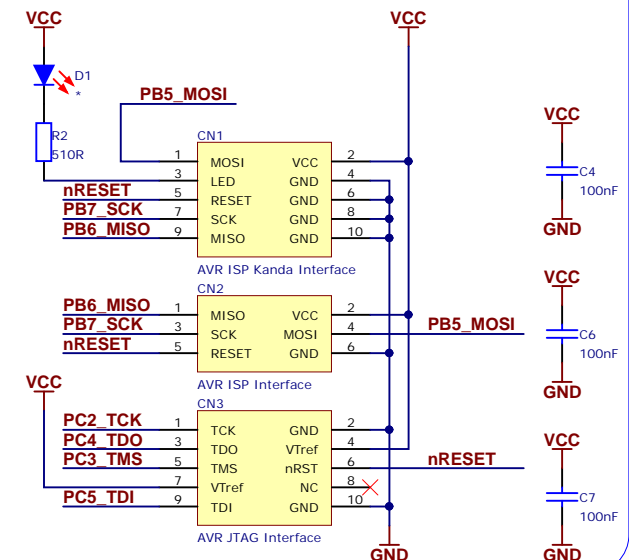 VCC
VCC
D1
*
PB5_MOSI
R2
510R
VCC
C4
100nF
GND
CN1
1 MOSI VCC 2
3 LED GND 4
nRESET 5 RESET GND 6
PB7_SCK 7 SCK GND 8
PB6_MISO 9 MISO GND 10
AVR ISP Kanda Interface
VCC
C6
100nF
GND
CN2
PB6_MISO 1 MISO VCC 2
PB7_SCK 3 SCK MOSI 4 PB5_MOSI
nRESET 5 RESET GND 6
AVR ISP Interface
VCC
CN3
PC2_TCK 1 TCK GND 2
PC4_TDO 3 TDO VTref 4
PC3_TMS 5 TMS nRST 6 nRESET
7 VTref NC 8
PC5_TDI 9 TDI GND 10
AVR JTAG Interface
GND
VCC
C7
100nF
GND